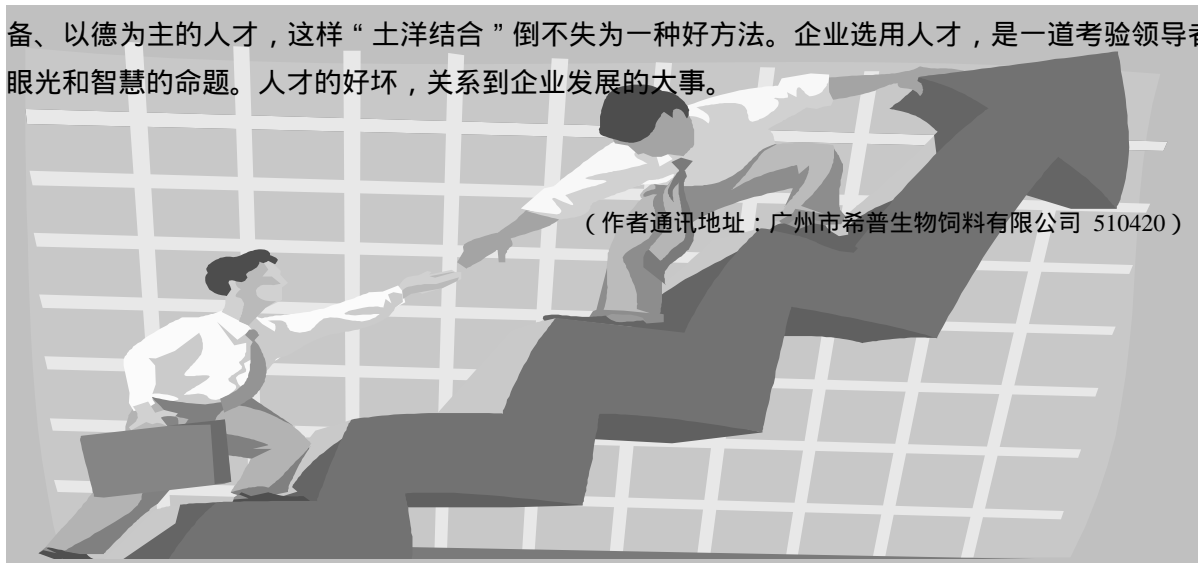 备、以德为主的人才，这样“土洋结合”倒不失为一种好方法。企业选用人才，是一道考验领导者
眼光和智慧的命题。人才的好坏，关系到企业发展的大事。
（作者通讯地址：广州市希普生物饲料有限公司 510420）